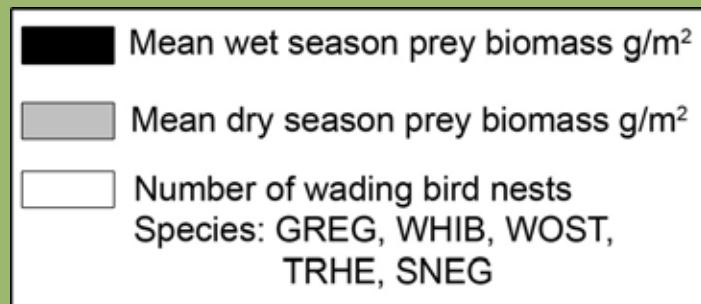 Mean wet season prey biomass g/m²
Mean dry season prey biomass g/m²
Number of wading bird nests
Species: GREG, WHIB, WOST,
TRHE, SNEG